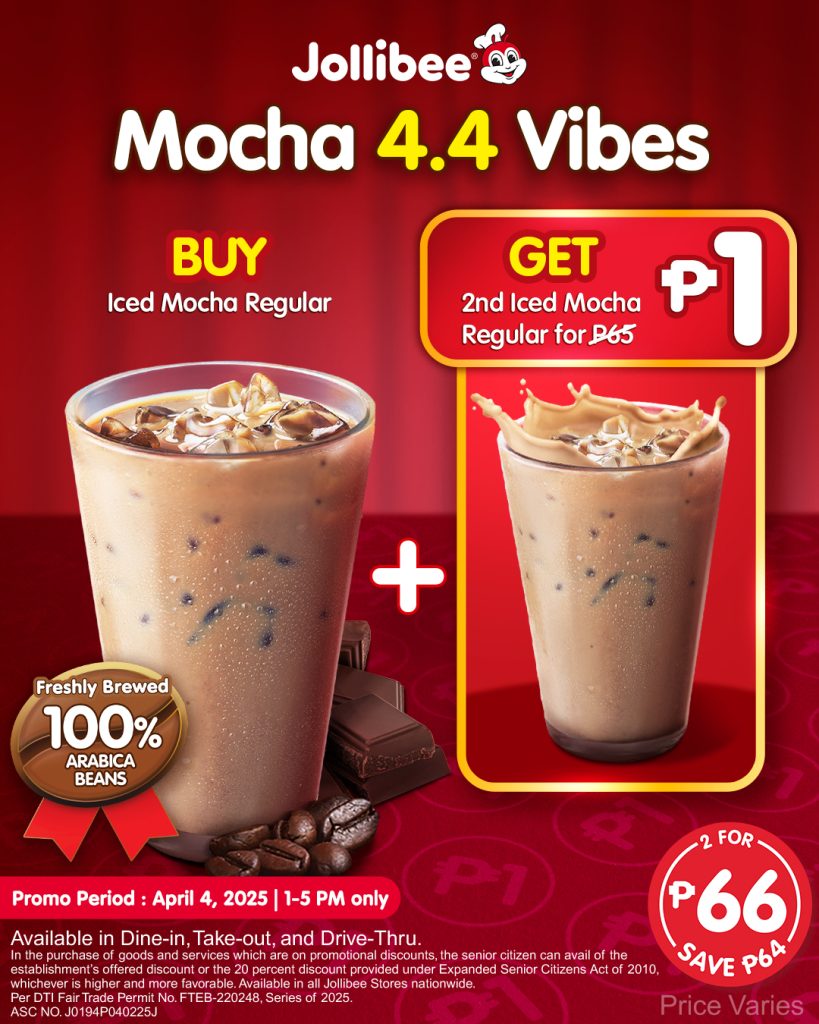 Jollibee®
Mocha 4.4 Vibes
BUY
Iced Mocha Regular
GET
2nd Iced Mocha
Regular for ₱65
₱1
+
Freshly Brewed
100%
ARABICA
BEANS
Promo Period : April 4, 2025 | 1-5 PM only
2 FOR
₱66
SAVE ₱64
Available in Dine-in, Take-out, and Drive-Thru.
In the purchase of goods and services which are on promotional discounts, the senior citizen can avail of the
establishment's offered discount or the 20 percent discount provided under Expanded Senior Citizens Act of 2010,
whichever is higher and more favorable. Available in all Jollibee Stores nationwide.
Per DTI Fair Trade Permit No. FTEB-220248, Series of 2025.
ASC NO. J0194P040225J
Price Varies